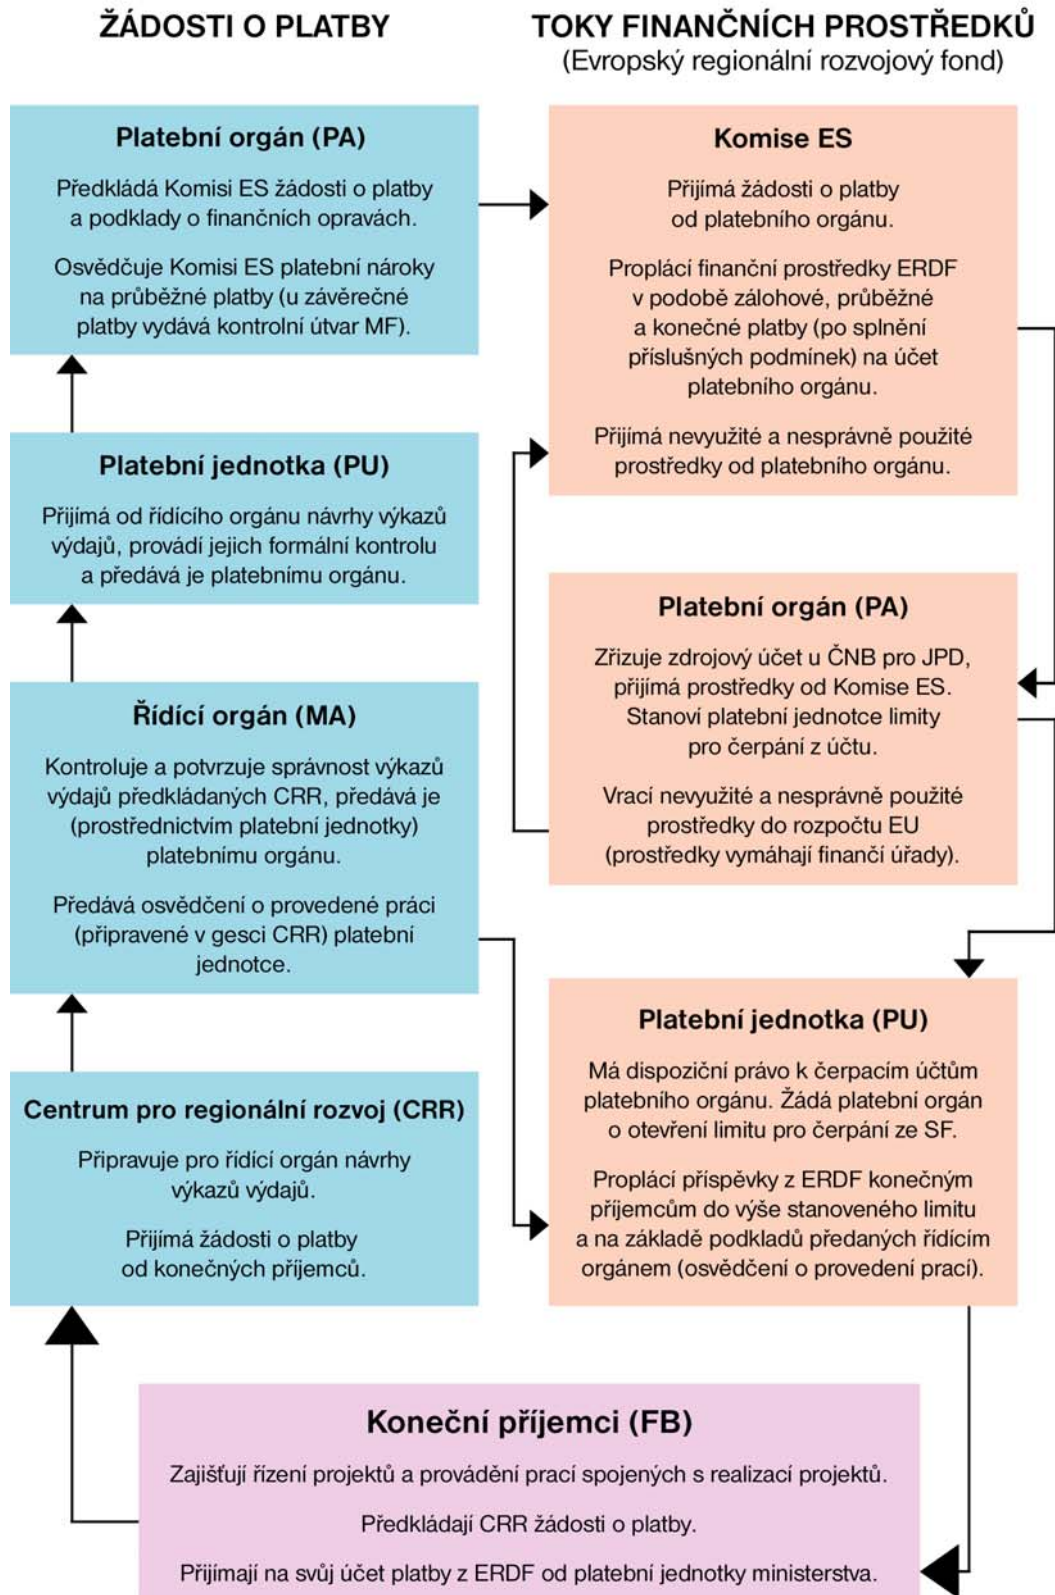 ŽÁDOSTI O PLATBY
Platební orgán (PA)
Předkládá Komisi ES žádosti o platby
a podklady o finančních opravách.
Osvědčuje Komisi ES platební nároky
na průběžné platby (u závěrečné
platby vydává kontrolní útvar MF).
Platební jednotka (PU)
Přijímá od řídícího orgánu návrhy výkazů
výdajů, provádí jejich formální kontrolu
a předává je platebnímu orgánu.
Řídící orgán (MA)
Kontroluje a potvrzuje správnost výkazů
výdajů předkládaných CRR, předává je
(prostřednictvím platební jednotky)
platebnímu orgánu.
Předává osvědčení o provedené práci
(připravené v gesci CRR) platební
jednotce.
Centrum pro regionální rozvoj (CRR)
Připravuje pro řídící orgán návrhy
výkazů výdajů.
Přijímá žádosti o platby
od konečných příjemců.
TOKY FINANČNÍCH PROSTŘEDKŮ
(Evropský regionální rozvojový fond)
Komise ES
Přijímá žádosti o platby
od platebního orgánu.
Proplácí finanční prostředky ERDF
v podobě zálohové, průběžné
a konečné platby (po splnění
příslušných podmínek) na účet
platebního orgánu.
Přijímá nevyužité a nesprávně použité
prostředky od platebního orgánu.
Platební orgán (PA)
Zřizuje zdrojový účet u ČNB pro JPD,
přijímá prostředky od Komise ES.
Stanoví platební jednotce limity
pro čerpání z účtu.
Vrací nevyužité a nesprávně použité
prostředky do rozpočtu EU
(prostředky vymáhají finančí úřady).
Platební jednotka (PU)
Má dispoziční právo k čerpacím účtům
platebního orgánu. Žádá platební orgán
o otevření limitu pro čerpání ze SF.
Proplácí příspěvky z ERDF konečným
příjemcům do výše stanoveného limitu
a na základě podkladů předaných řídícím
orgánem (osvědčení o provedení prací).
Koneční příjemci (FB)
Zajišťují řízení projektů a provádění prací spojených s realizací projektů.
Předkládají CRR žádosti o platby.
Přijímají na svůj účet platby z ERDF od platební jednotky ministerstva.